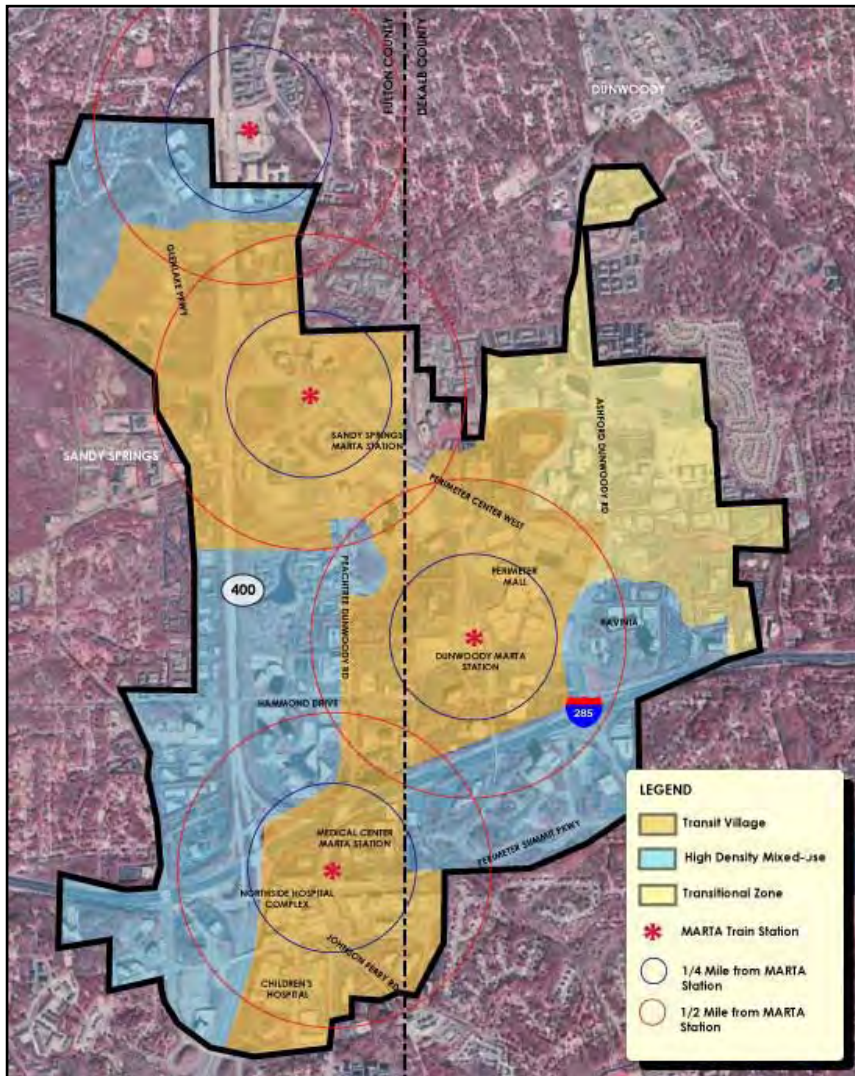 FULTON COUNTY
DEKALB COUNTY
DUNWOODY
GLENLAKE PKWY
SANDY SPRINGS
MARTA STATION
SANDY SPRINGS
ASHFORD DUNWOODY RD
PERIMETER CENTER WEST
PERIMETER
MALL
PEACHTREE DUNWOODY RD
400
RAVINIA
DUNWOODY MARTA
STATION
HAMMOND DRIVE
285
MEDICAL CENTER
MARTA STATION
PERIMETER SUMMIT PKWY
NORTHSIDE HOSPITAL
COMPLEX
JOHNSON FERRY RD
CHILDREN'S
HOSPITAL
LEGEND
Transit Village
High Density Mixed-use
Transitional Zone
MARTA Train Station
1/4 Mile from MARTA
Station
1/2 Mile from MARTA
Station